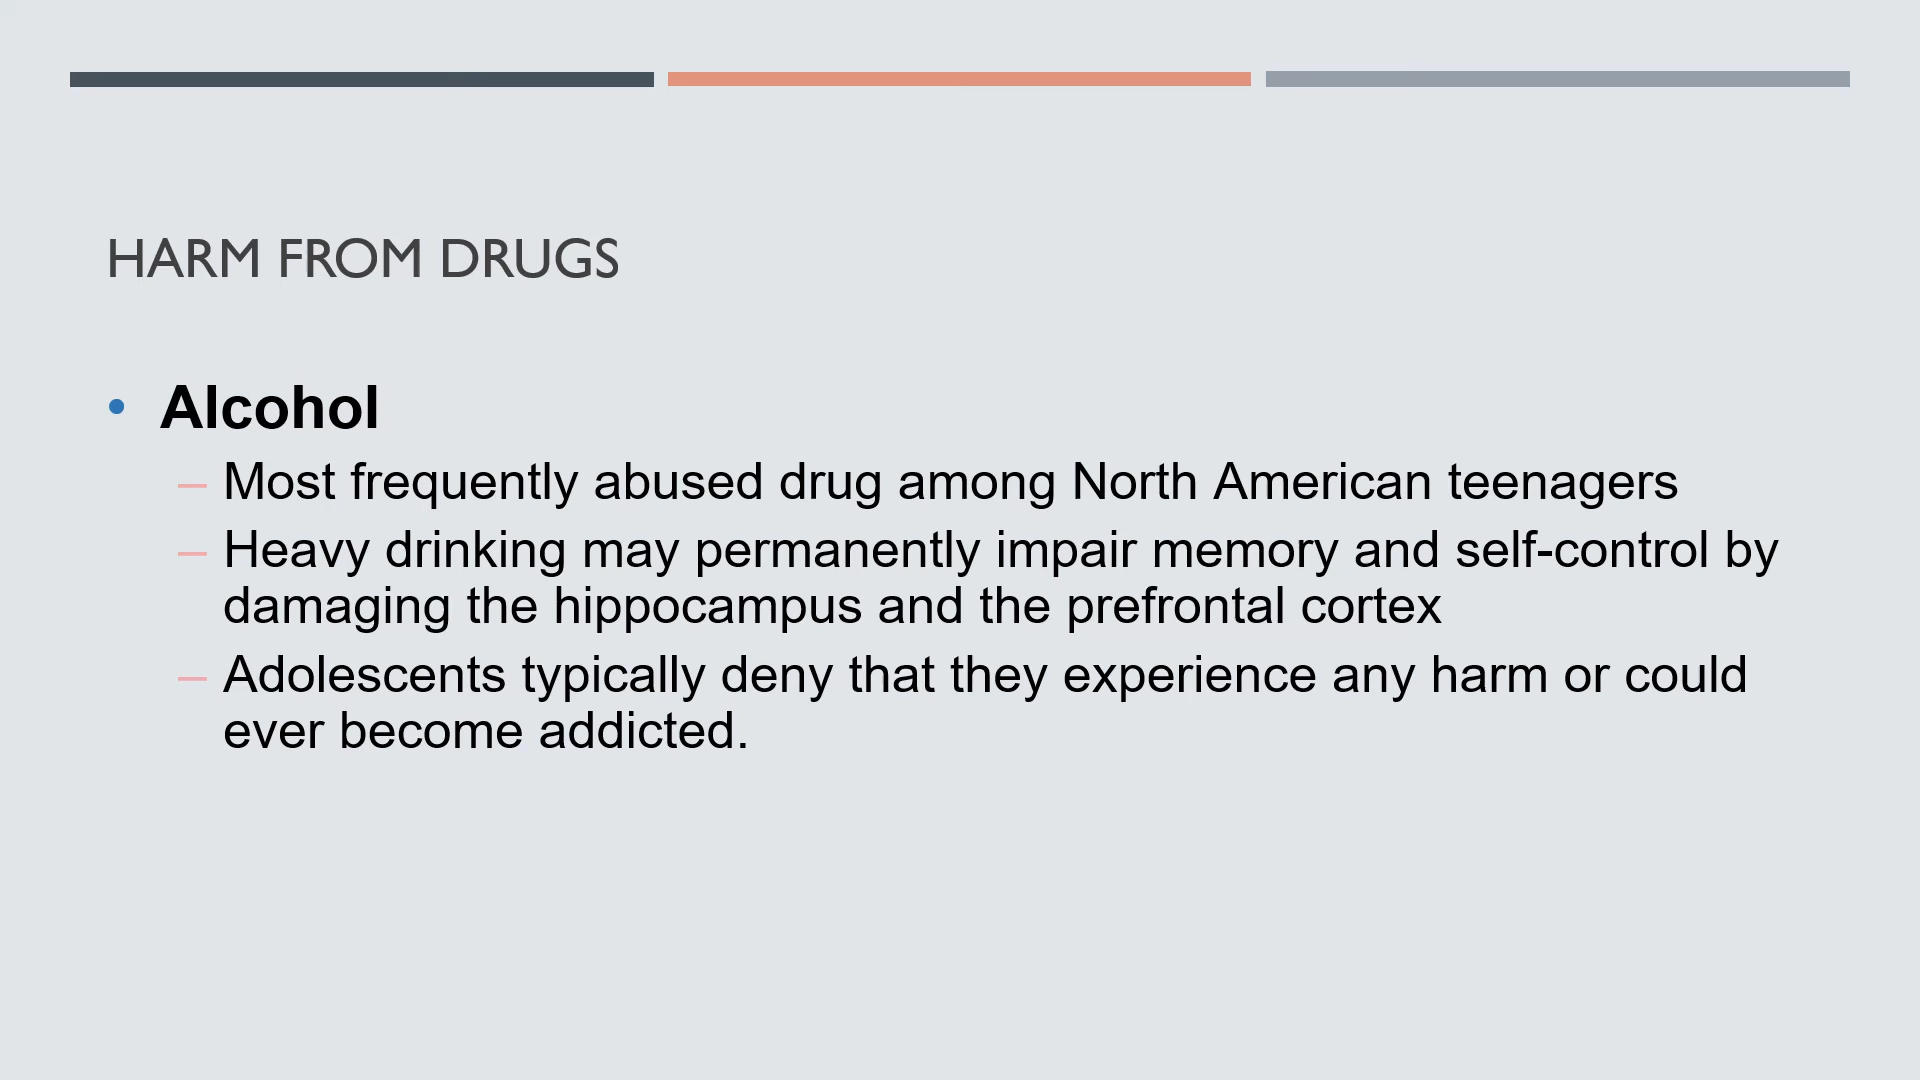 HARM FROM DRUGS
• Alcohol
– Most frequently abused drug among North American teenagers
– Heavy drinking may permanently impair memory and self-control by
damaging the hippocampus and the prefrontal cortex
– Adolescents typically deny that they experience any harm or could
ever become addicted.